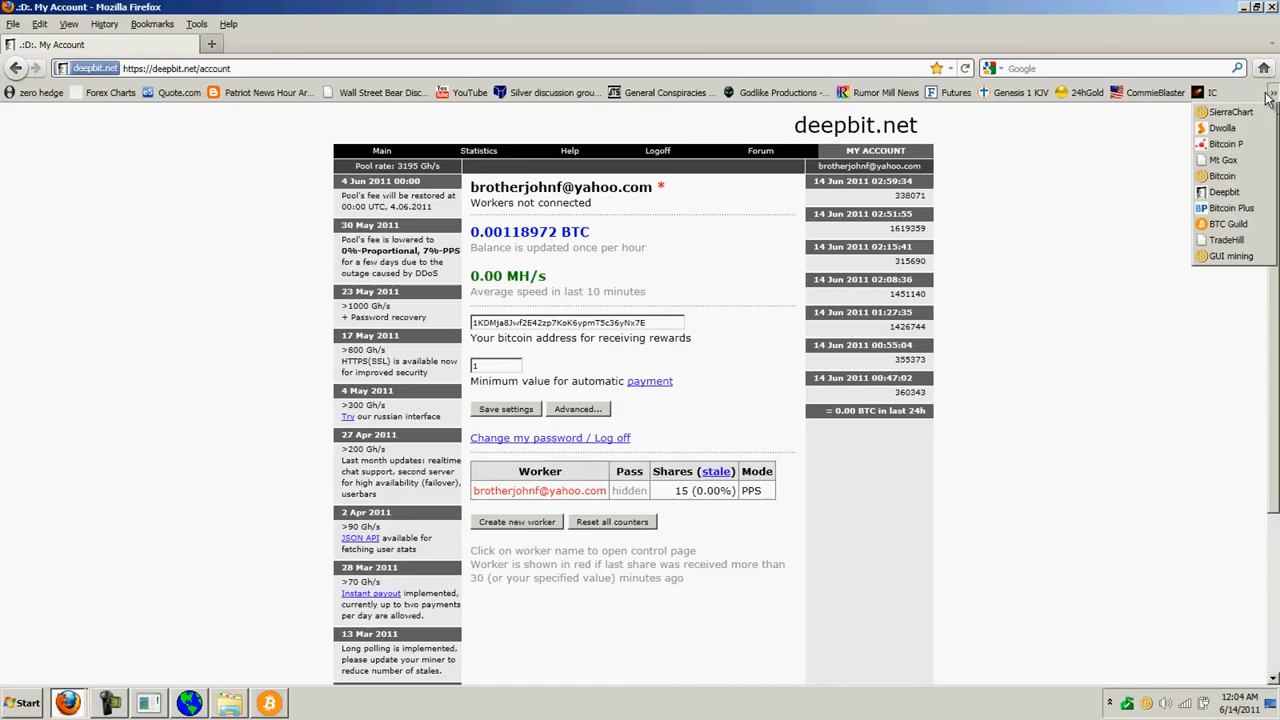 .:D:. My Account - Mozilla Firefox
File Edit View History Bookmarks Tools Help
.:D:. My Account
deepbit.net https://deepbit.net/account
Google
zero hedge Forex Charts Quote.com Patriot News Hour Ar... Wall Street Bear Disc... YouTube Silver discussion grou... General Conspiracies ... Godlike Productions -... Rumor Mill News Futures Genesis 1 KJV 24hGold CommieBlaster IC
SierraChart
Dwolla
Bitcoin P
Mt Gox
Bitcoin
Deepbit
Bitcoin Plus
BTC Guild
TradeHill
GUI mining
deepbit.net
Main Statistics Help Logoff Forum MY ACCOUNT
Pool rate: 3195 Gh/s
brotherjohnf@yahoo.com
4 Jun 2011 00:00
Pool's fee will be restored at
00:00 UTC, 4.06.2011
30 May 2011
Pool's fee is lowered to
0%-Proportional, 7%-PPS
for a few days due to the
outage caused by DDoS
23 May 2011
>1000 Gh/s
+ Password recovery
17 May 2011
>800 Gh/s
HTTPS(SSL) is available now
for improved security
4 May 2011
>300 Gh/s
Try our russian interface
27 Apr 2011
>200 Gh/s
Last month updates: realtime
chat support, second server
for high availability (failover),
userbars
2 Apr 2011
>90 Gh/s
JSON API available for
fetching user stats
28 Mar 2011
>70 Gh/s
Instant payout implemented,
currently up to two payments
per day are allowed.
13 Mar 2011
Long polling is implemented,
please update your miner to
reduce number of stales.
brotherjohnf@yahoo.com *
Workers not connected
0.00118972 BTC
Balance is updated once per hour
0.00 MH/s
Average speed in last 10 minutes
1KDMja8Jwf2E42zp7KoK6ypmT5c36yNx7E
Your bitcoin address for receiving rewards
1
Minimum value for automatic payment
Save settings Advanced...
Change my password / Log off
Worker Pass Shares (stale) Mode
brotherjohnf@yahoo.com hidden 15 (0.00%) PPS
Create new worker Reset all counters
Click on worker name to open control page
Worker is shown in red if last share was received more than
30 (or your specified value) minutes ago
14 Jun 2011 02:59:34
338071
14 Jun 2011 02:51:55
1619359
14 Jun 2011 02:15:41
315690
14 Jun 2011 02:08:36
1451140
14 Jun 2011 01:27:35
1426744
14 Jun 2011 00:55:04
355373
14 Jun 2011 00:47:02
360343
= 0.00 BTC in last 24h
Start
12:04 AM
6/14/2011